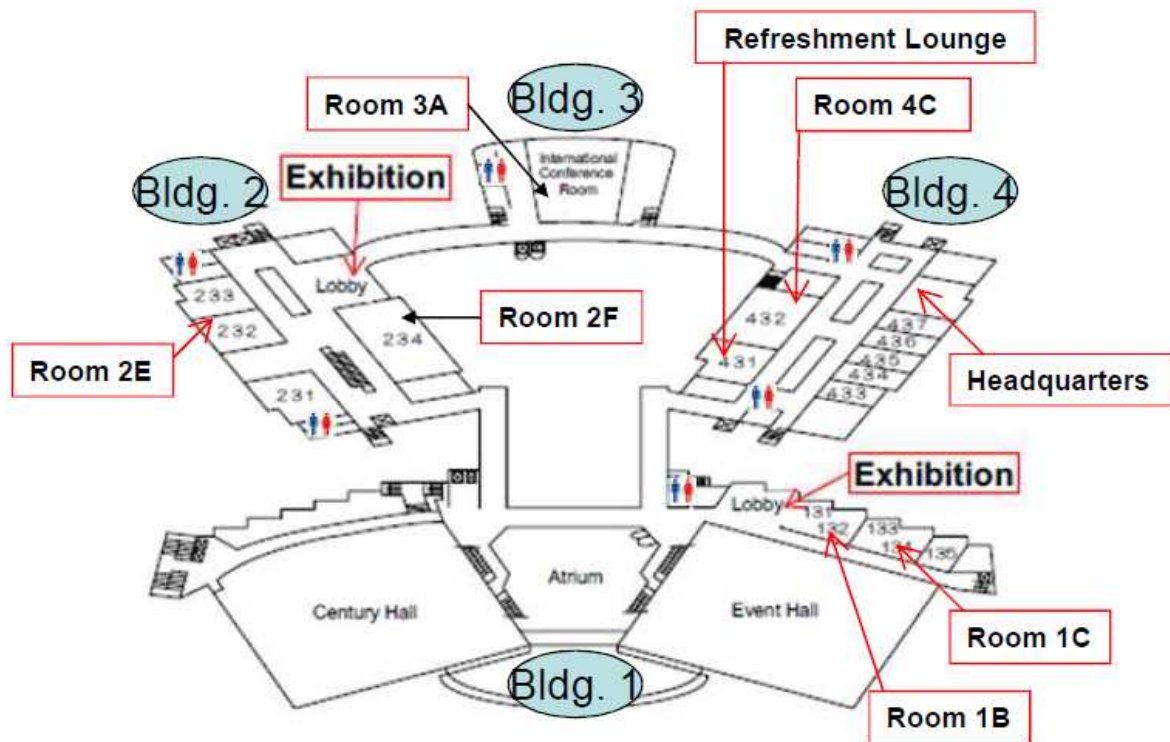 Refreshment Lounge
Bldg. 3
Room 3A
Room 4C
International
Conference
Room
Bldg. 2
Exhibition
Bldg. 4
Lobby
233
232
Room 2F
234
Room 2E
231
432
431
437
436
435
434
433
Headquarters
Exhibition
Lobby
131
132
133
134
135
Atrium
Century Hall
Event Hall
Room 1C
Bldg. 1
Room 1B